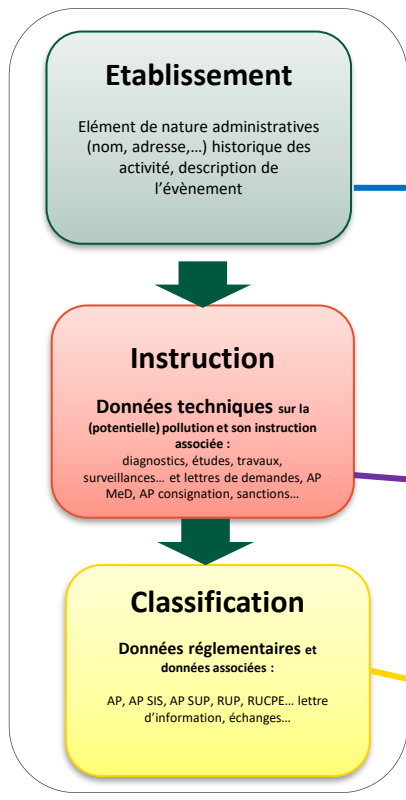 Etablissement
Elément de nature administratives
(nom, adresse,...) historique des
activité, description de
l'évènement
Instruction
Données techniques sur la
(potentielle) pollution et son instruction
associée :
diagnostics, études, travaux,
surveillances... et lettres de demandes, AP
MeD, AP consignation, sanctions...
Classification
Données réglementaires et
données associées :
AP, AP SIS, AP SUP, RUP, RUCPE... lettre
d'information, échanges...